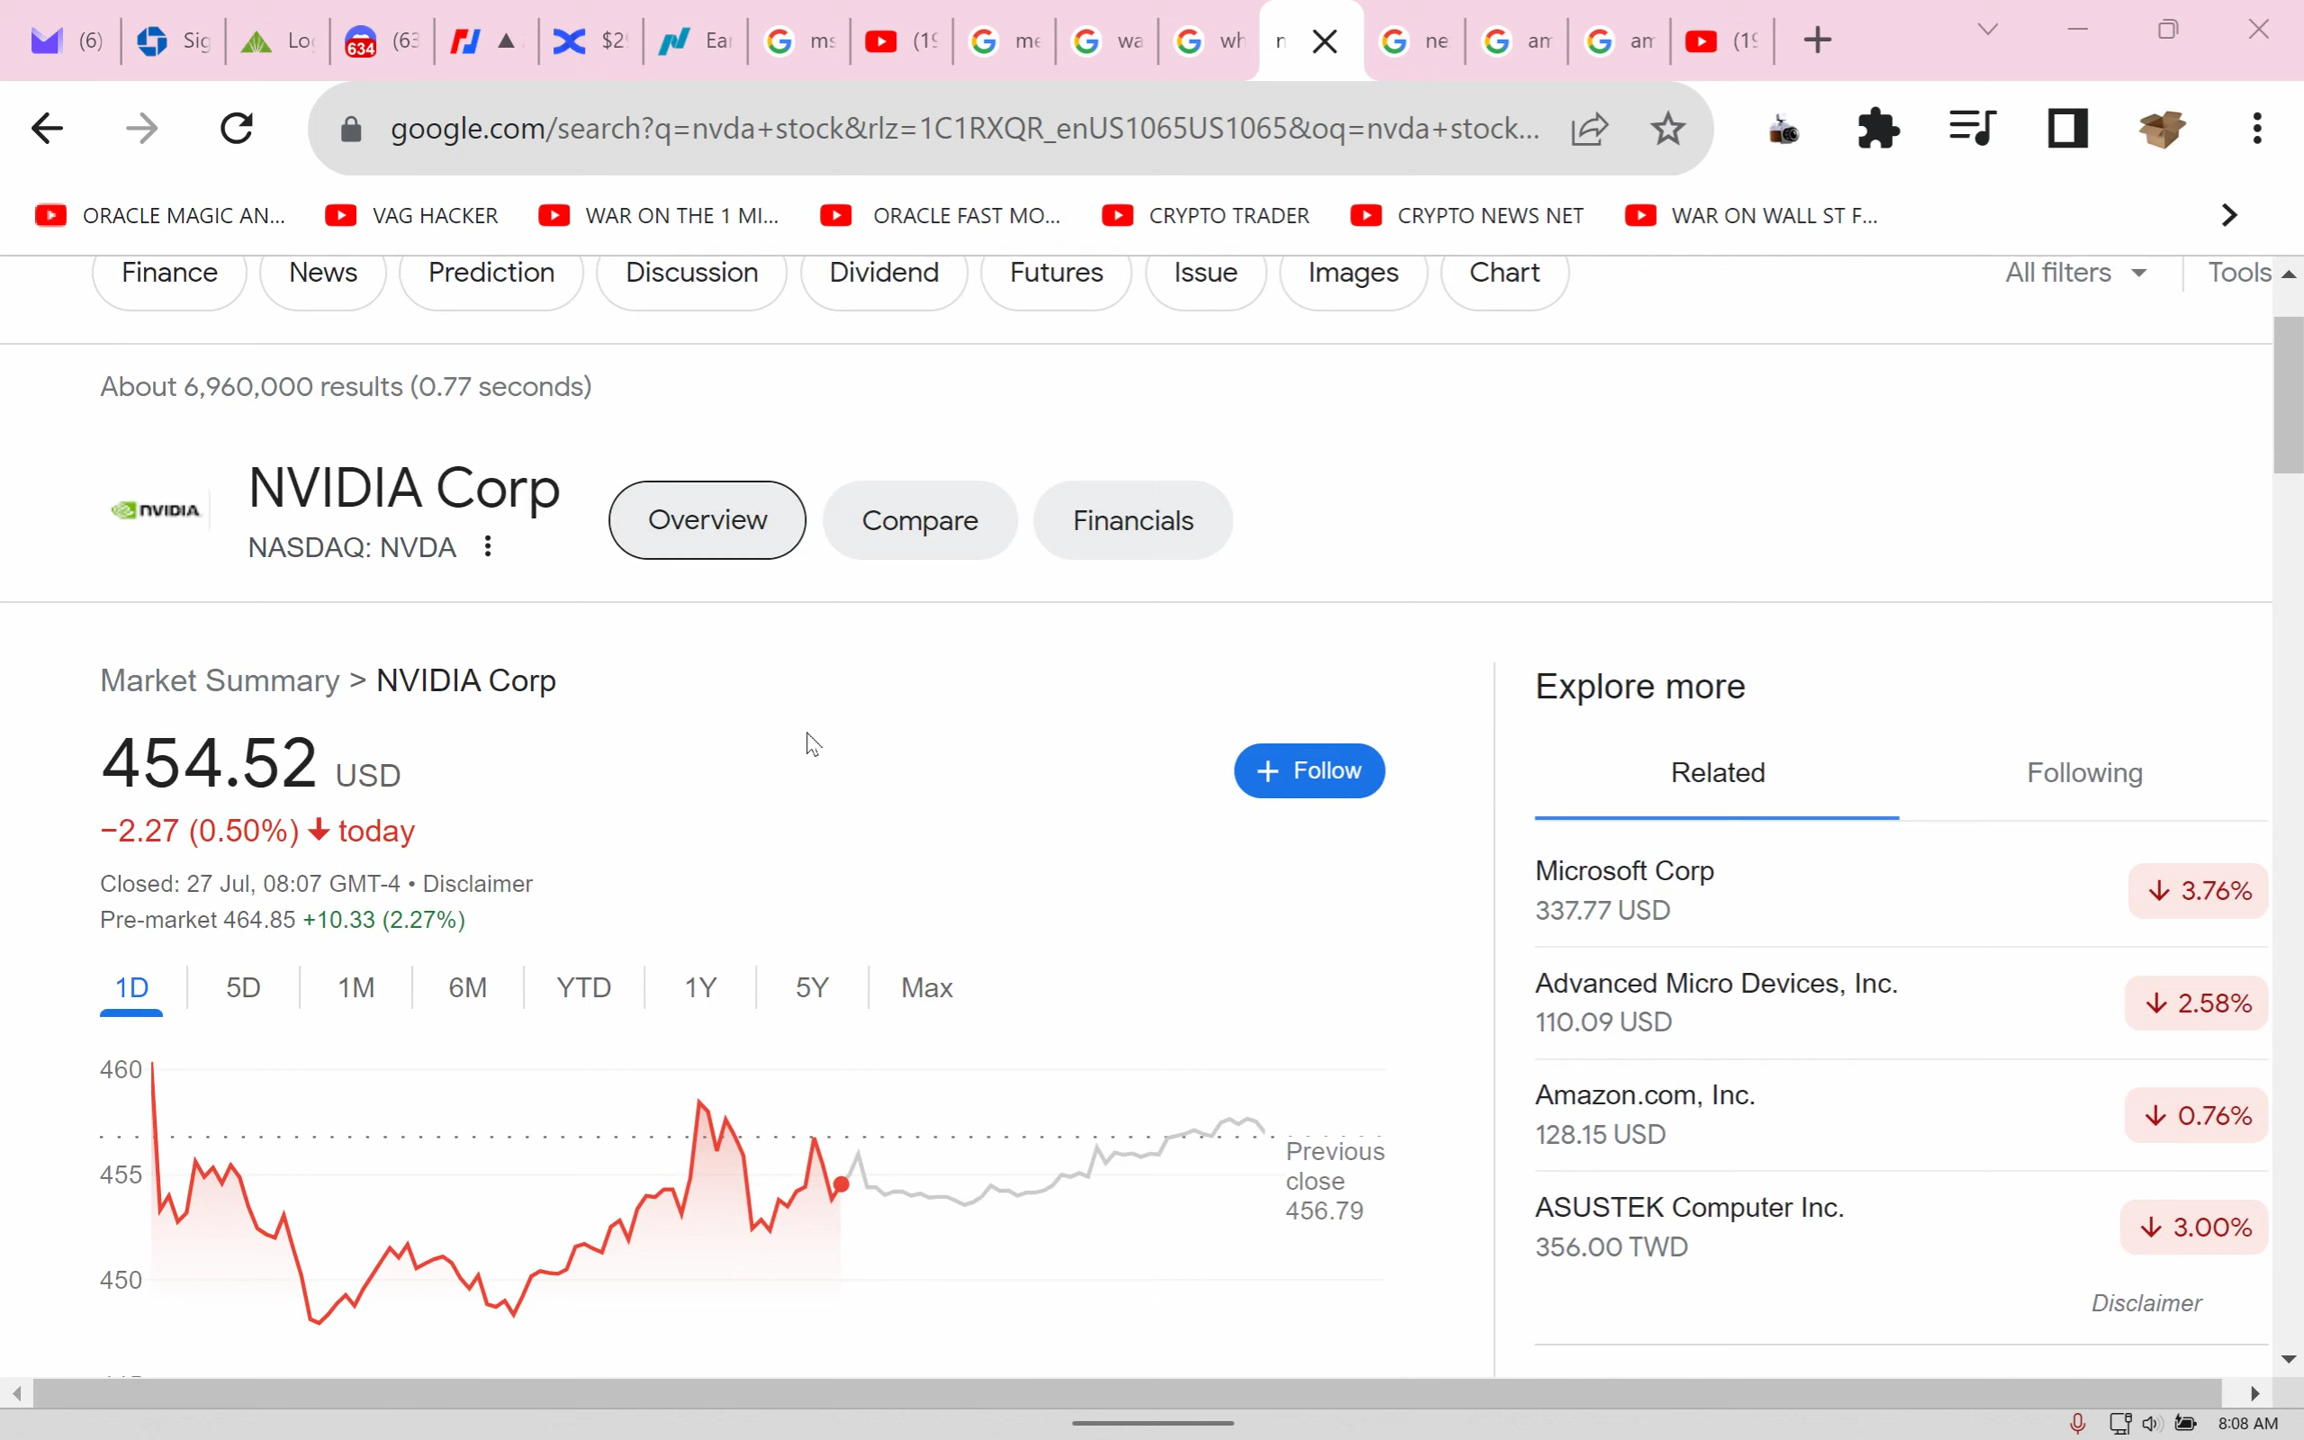 (6)
Sig
Lo
634
(63
▲
$2
Ear
ms
(19
me
wa
wh
n
ne
am
am
(19
google.com/search?q=nvda+stock&rlz=1C1RXQR_enUS1065US1065&oq=nvda+stock...
ORACLE MAGIC AN...
VAG HACKER
WAR ON THE 1 MI...
ORACLE FAST MO...
CRYPTO TRADER
CRYPTO NEWS NET
WAR ON WALL ST F...
Finance
News
Prediction
Discussion
Dividend
Futures
Issue
Images
Chart
All filters
Tools
About 6,960,000 results (0.77 seconds)
NVIDIA
NVIDIA Corp
NASDAQ: NVDA
Overview
Compare
Financials
Market Summary > NVIDIA Corp
454.52 USD
−2.27 (0.50%) ↓ today
Closed: 27 Jul, 08:07 GMT-4 • Disclaimer
Pre-market 464.85 +10.33 (2.27%)
+ Follow
1D
5D
1M
6M
YTD
1Y
5Y
Max
460
455
450
Previous
close
456.79
Explore more
Related
Following
Microsoft Corp
337.77 USD
↓ 3.76%
Advanced Micro Devices, Inc.
110.09 USD
↓ 2.58%
Amazon.com, Inc.
128.15 USD
↓ 0.76%
ASUSTEK Computer Inc.
356.00 TWD
↓ 3.00%
Disclaimer
8:08 AM